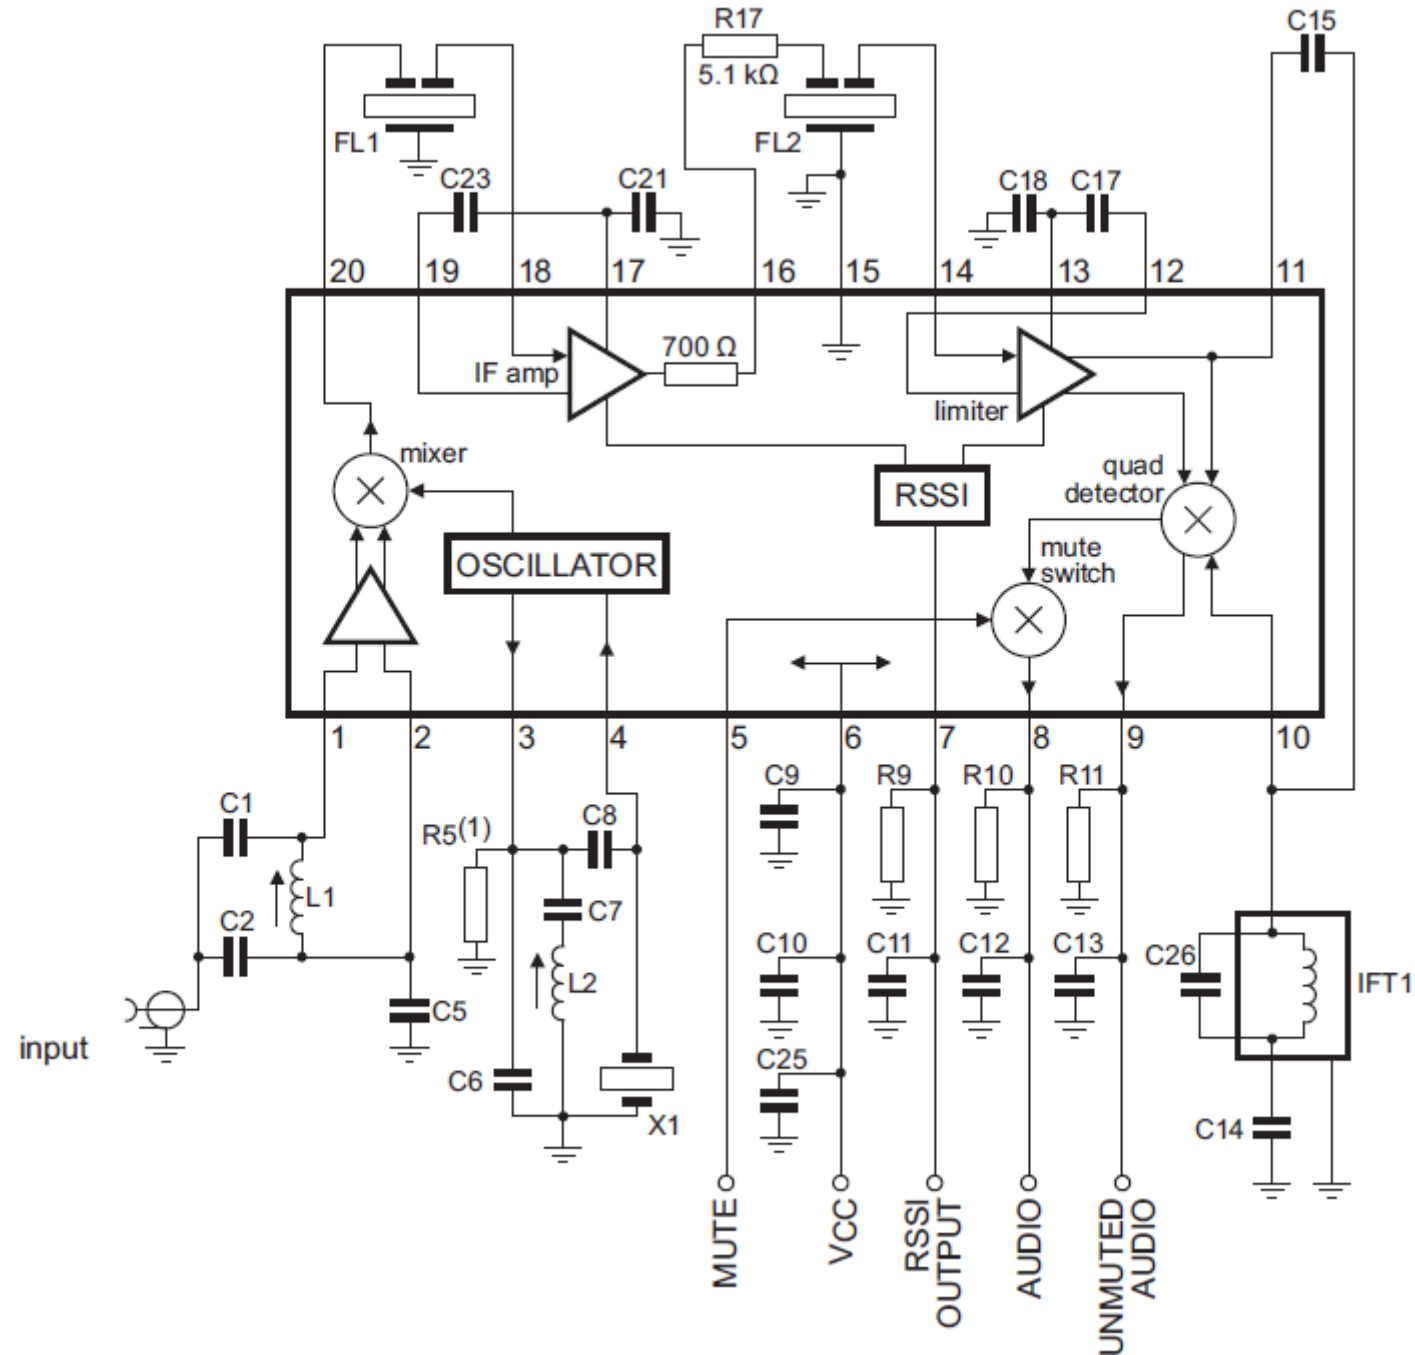 R17
C15
5.1 kΩ
FL1
FL2
C23
C21
C18
C17
20
19
18
17
16
15
14
13
12
11
700 Ω
IF amp
limiter
mixer
quad
detector
RSSI
OSCILLATOR
mute
switch
1
2
3
4
5
6
7
8
9
10
C9
R9
R10
R11
C1
C8
R5(1)
L1
C7
C2
C10
C11
C12
C13
C26
L2
IFT1
C5
input
C25
C6
X1
C14
MUTE
VCC
RSSI
OUTPUT
AUDIO
UNMUTED
AUDIO